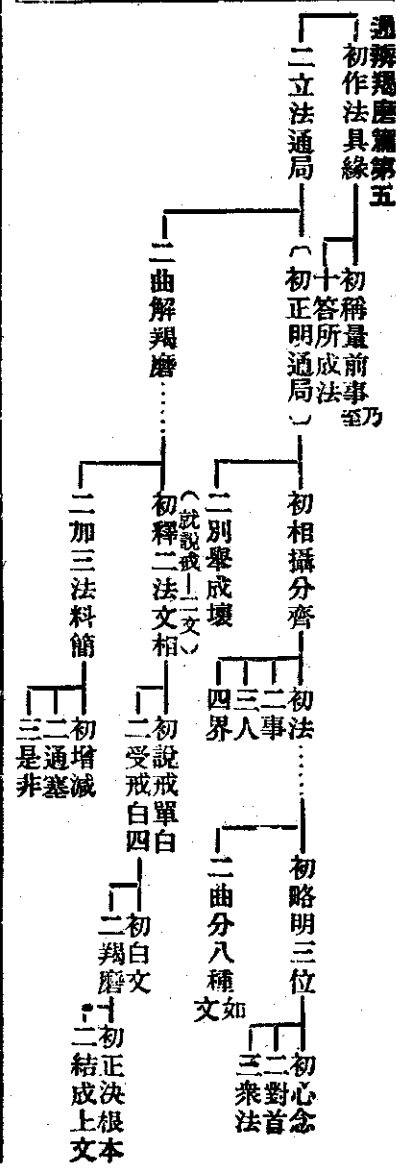 通辨羯磨篇第五
初作法具緣
初稱量前事乃至
十答所成法
二立法通局
（初正明通局）
初相攝分齊
初法……
初略明三位
初心念
二對首
三衆法
二曲分八種如文
二事
三人
四界
二別舉成壞
二曲解羯磨……
初釋二法文相
（就說戒－二文）
初說戒單白
二受戒白四
初白文
二羯磨
初正決根本
二結成上文
二加三法料簡
初增減
二通塞
三是非